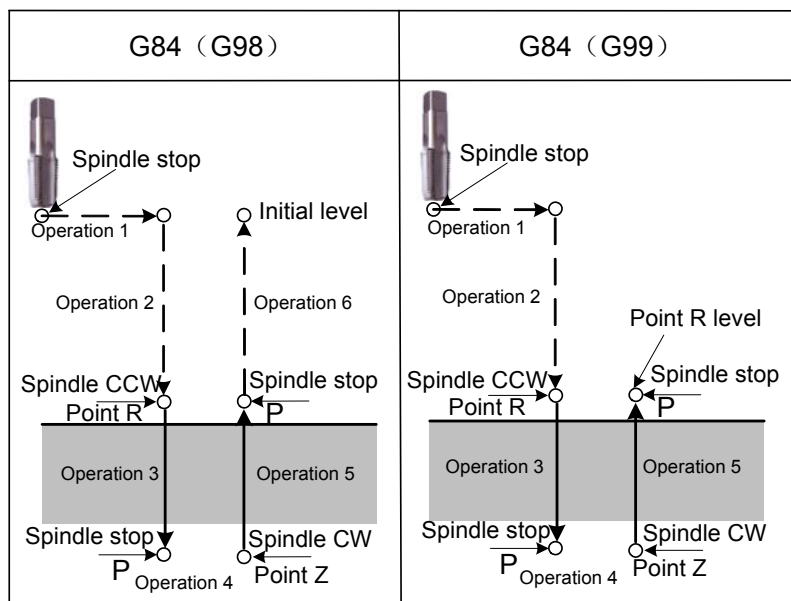 G84（G98）
Spindle stop
Operation 1
Initial level
Operation 2
Operation 6
Spindle CCW
Spindle stop
Point R
P
Operation 3
Operation 5
Spindle stop
Spindle CW
P
Operation 4
Point Z
G84（G99）
Spindle stop
Operation 1
Operation 2
Point R level
Spindle CCW
Spindle stop
Point R
P
Operation 3
Operation 5
Spindle stop
Spindle CW
P
Operation 4
Point Z